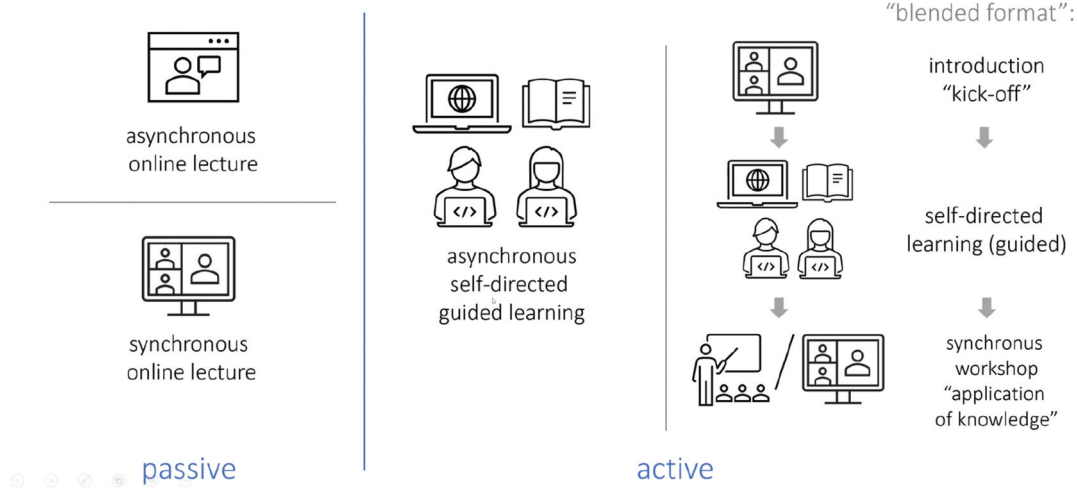 asynchronous
online lecture
synchronous
online lecture
passive
</>
</>
asynchronous
self-directed
guided learning
active
"blended format":
introduction
"kick-off"
</>
</>
self-directed
learning (guided)
/
synchronus
workshop
"application
of knowledge"